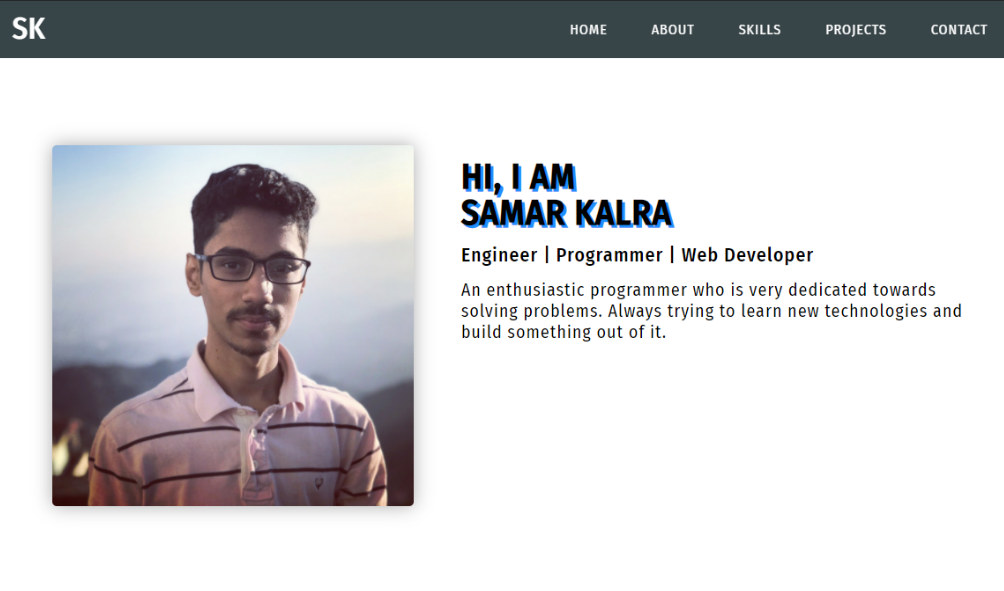 SK
HOME ABOUT SKILLS PROJECTS CONTACT
HI, I AM
SAMAR KALRA
Engineer | Programmer | Web Developer
An enthusiastic programmer who is very dedicated towards
solving problems. Always trying to learn new technologies and
build something out of it.